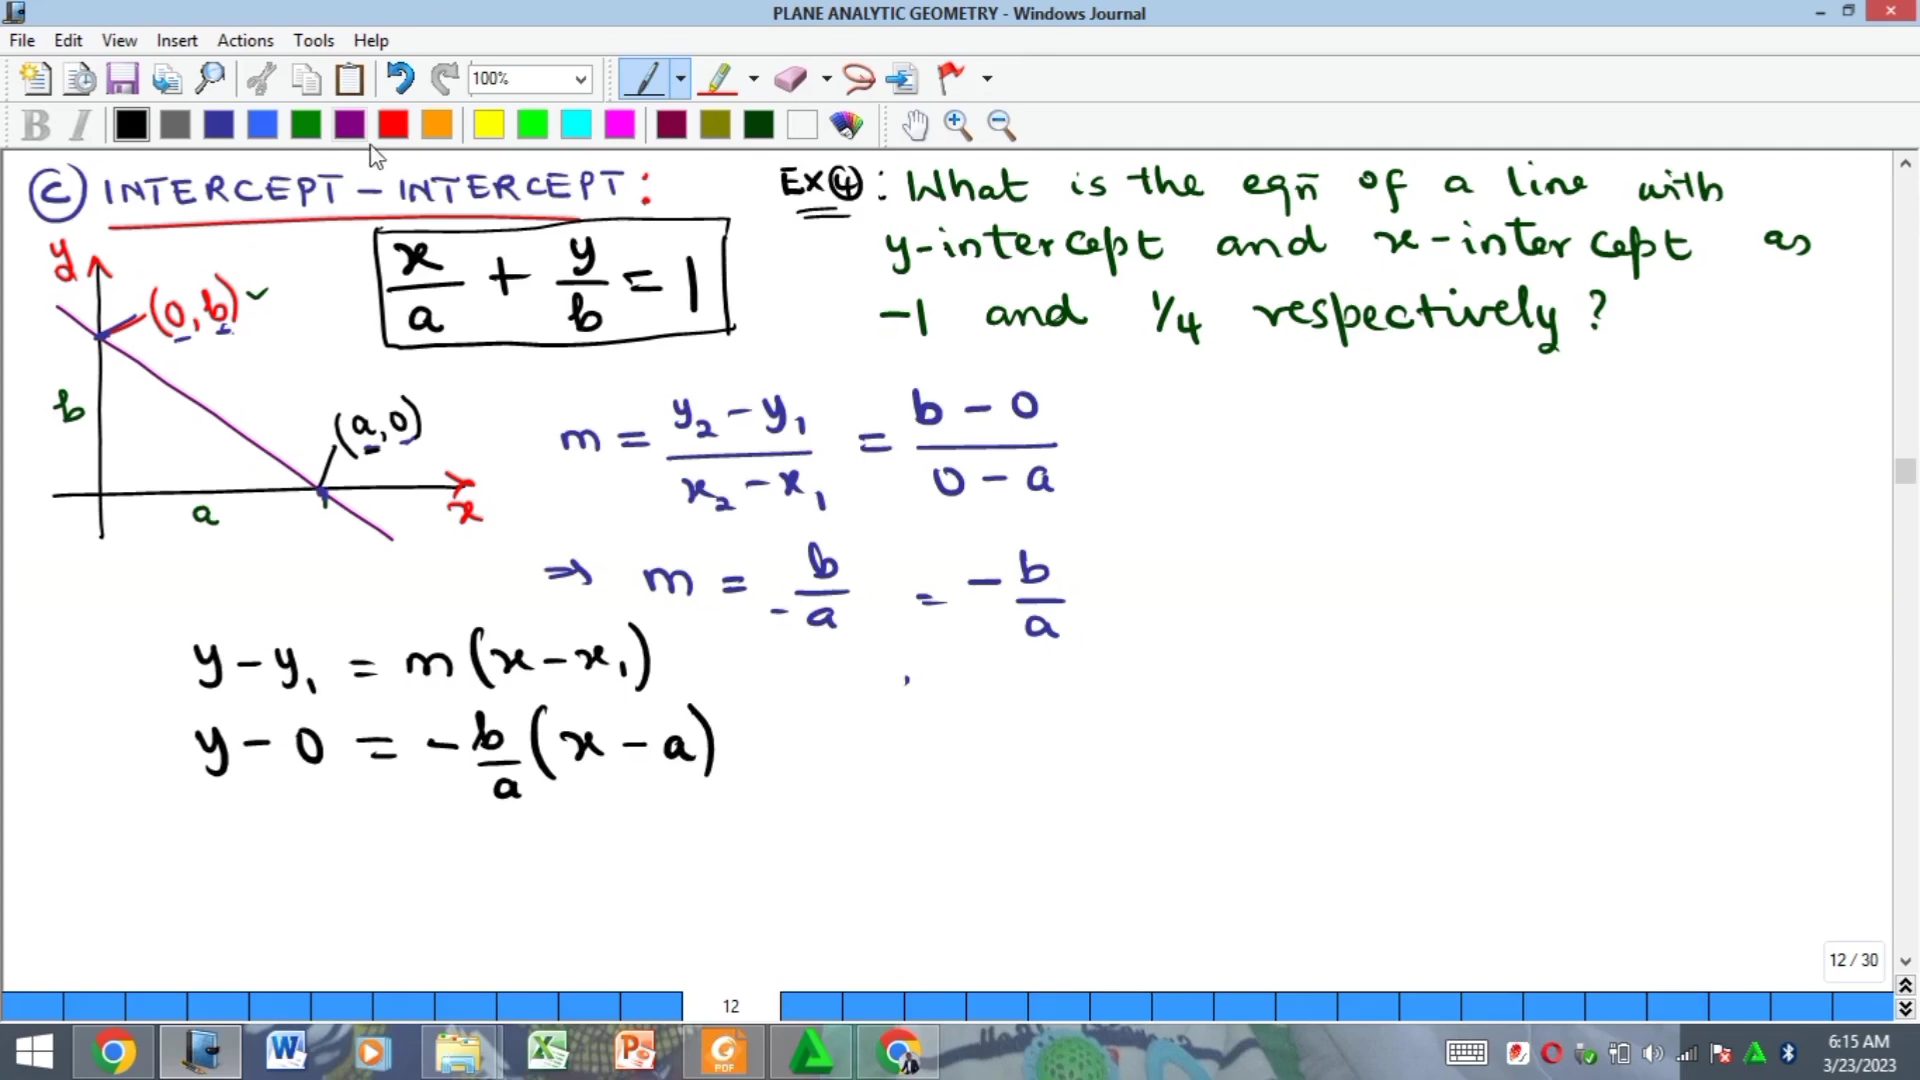 PLANE ANALYTIC GEOMETRY - Windows Journal
File Edit View Insert Actions Tools Help
100%
B I
Ⓒ INTERCEPT - INTERCEPT :
x/a + y/b = 1
y
(0, b) ✓
b
(a, 0)
a
x
Ex④ : What is the eqn̄ of a line with
y-intercept and x-intercept as
-1 and 1/4 respectively ?
m = (y₂ - y₁)/(x₂ - x₁) = (b - 0)/(0 - a)
⇒ m = b/-a = - b/a
y - y₁ = m(x - x₁)
y - 0 = - b/a (x - a)
12 / 30
12
PDF
6:15 AM
3/23/2023